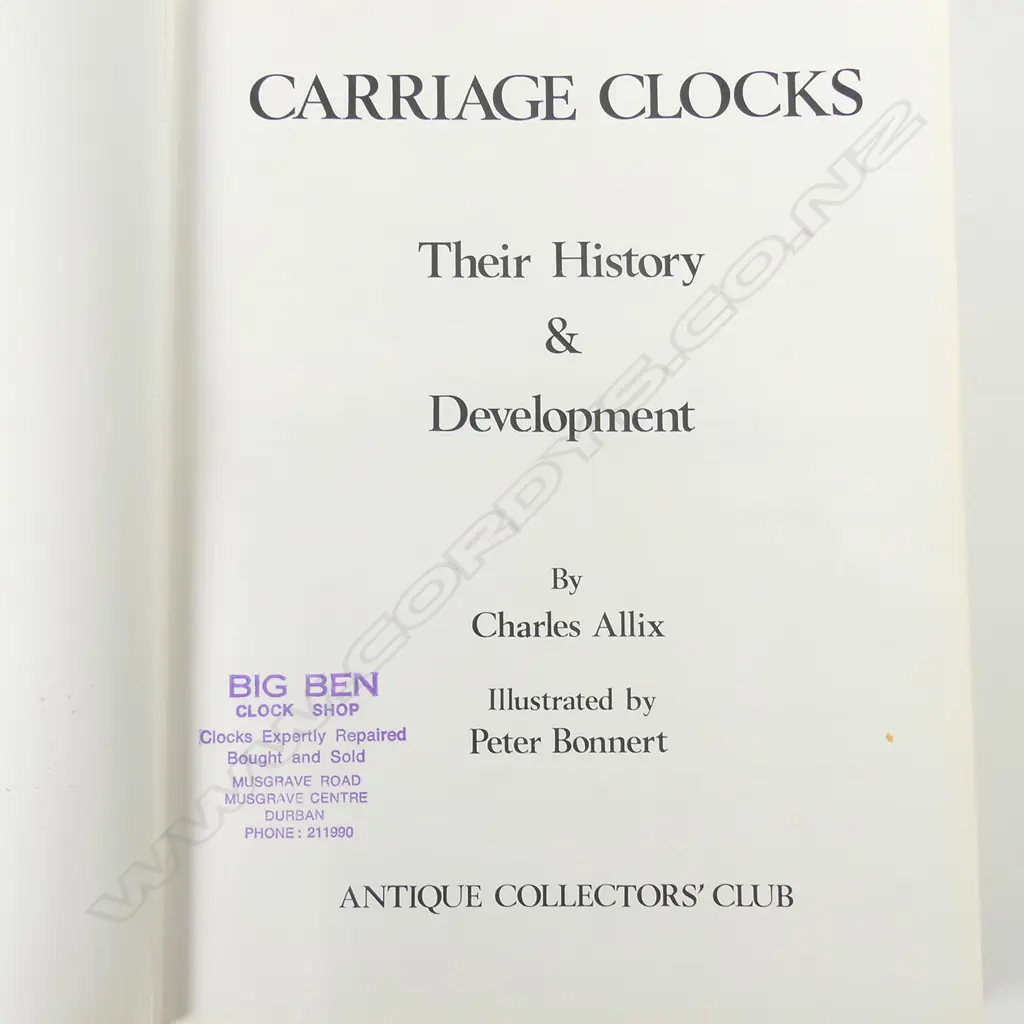 CARRIAGE CLOCKS
Their History
&
Development
By
Charles Allix
Illustrated by
Peter Bonnert
BIG BEN
CLOCK SHOP
Clocks Expertly Repaired
Bought and Sold
MUSGRAVE ROAD
MUSGRAVE CENTRE
DURBAN
PHONE: 211990
ANTIQUE COLLECTORS' CLUB
WWW.CORDYS.CO.NZ